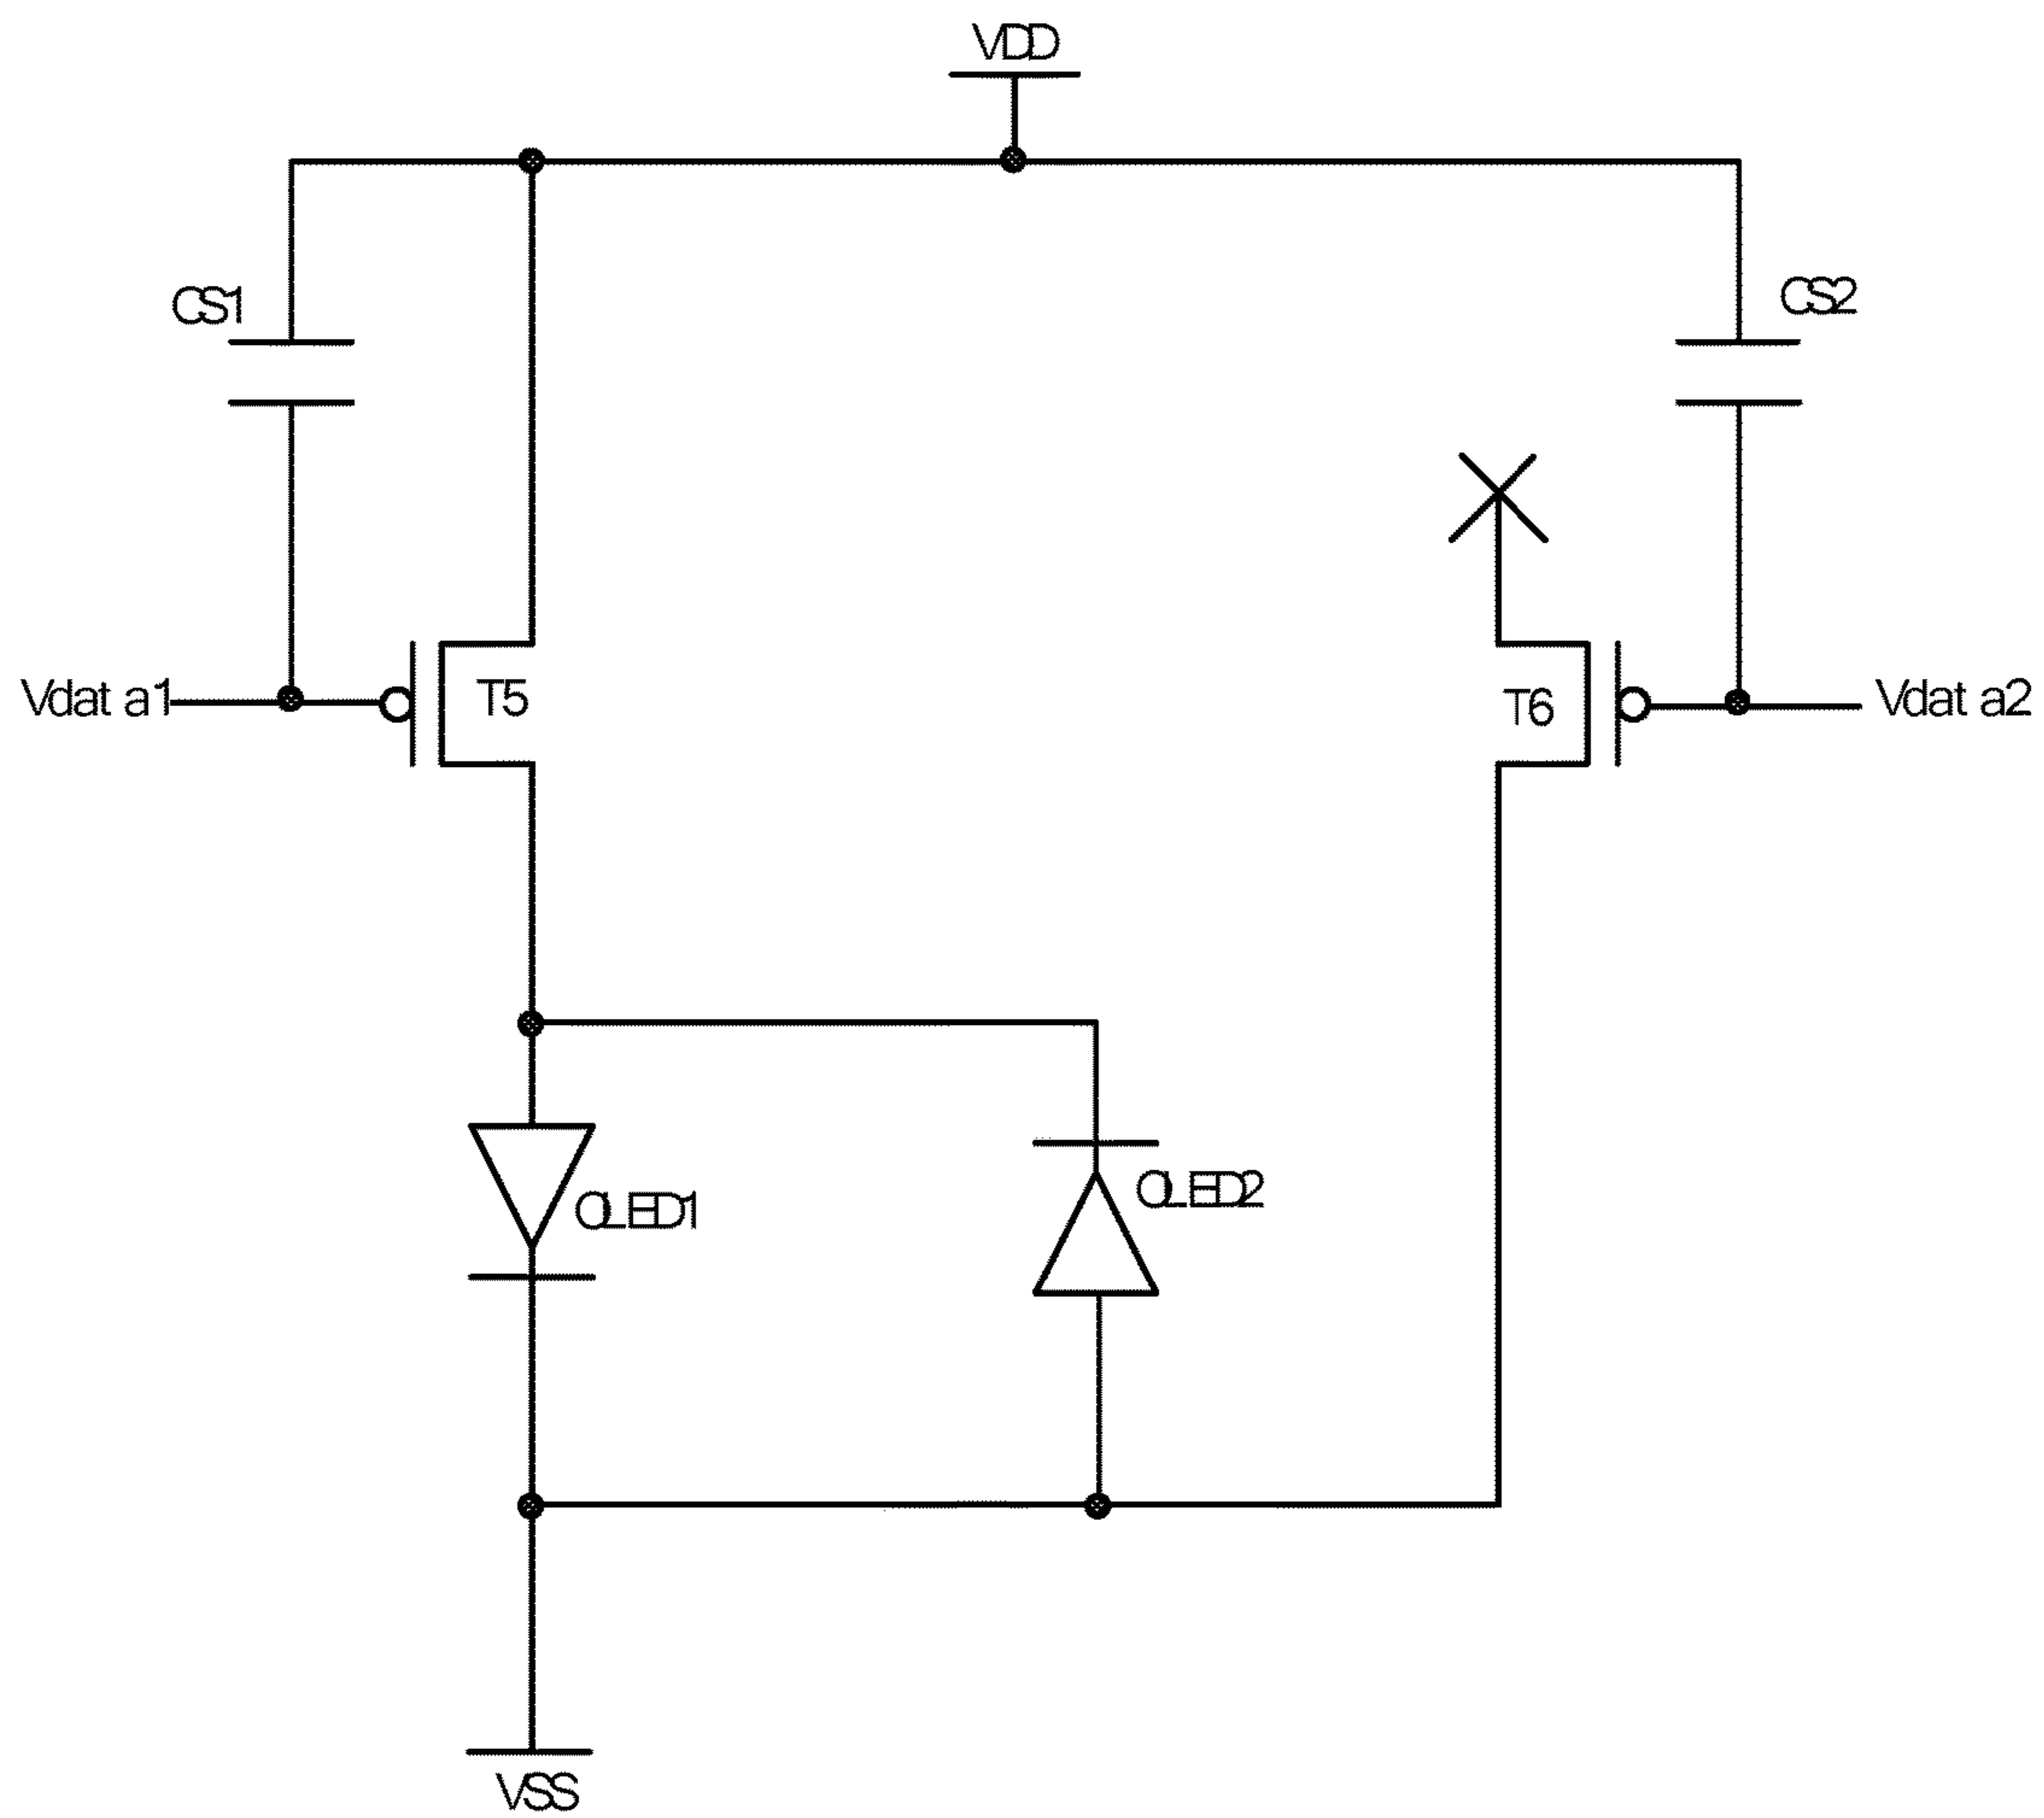 VDD
CS1
CS2
Vdat a1
T5
T6
Vdat a2
OLED1
OLED2
VSS